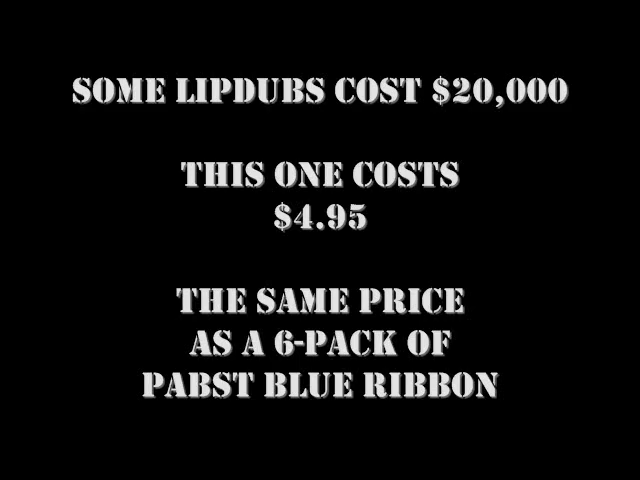 SOME LIPDUBS COST $20,000
THIS ONE COSTS
$4.95
THE SAME PRICE
AS A 6-PACK OF
PABST BLUE RIBBON